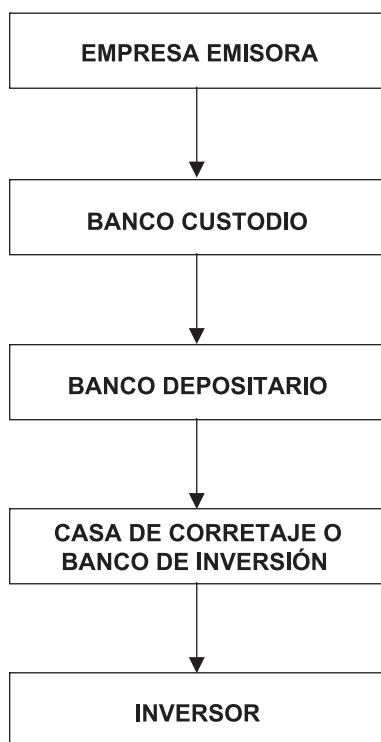 EMPRESA EMISORA
BANCO CUSTODIO
BANCO DEPOSITARIO
CASA DE CORRETAJE O
BANCO DE INVERSIÓN
INVERSOR